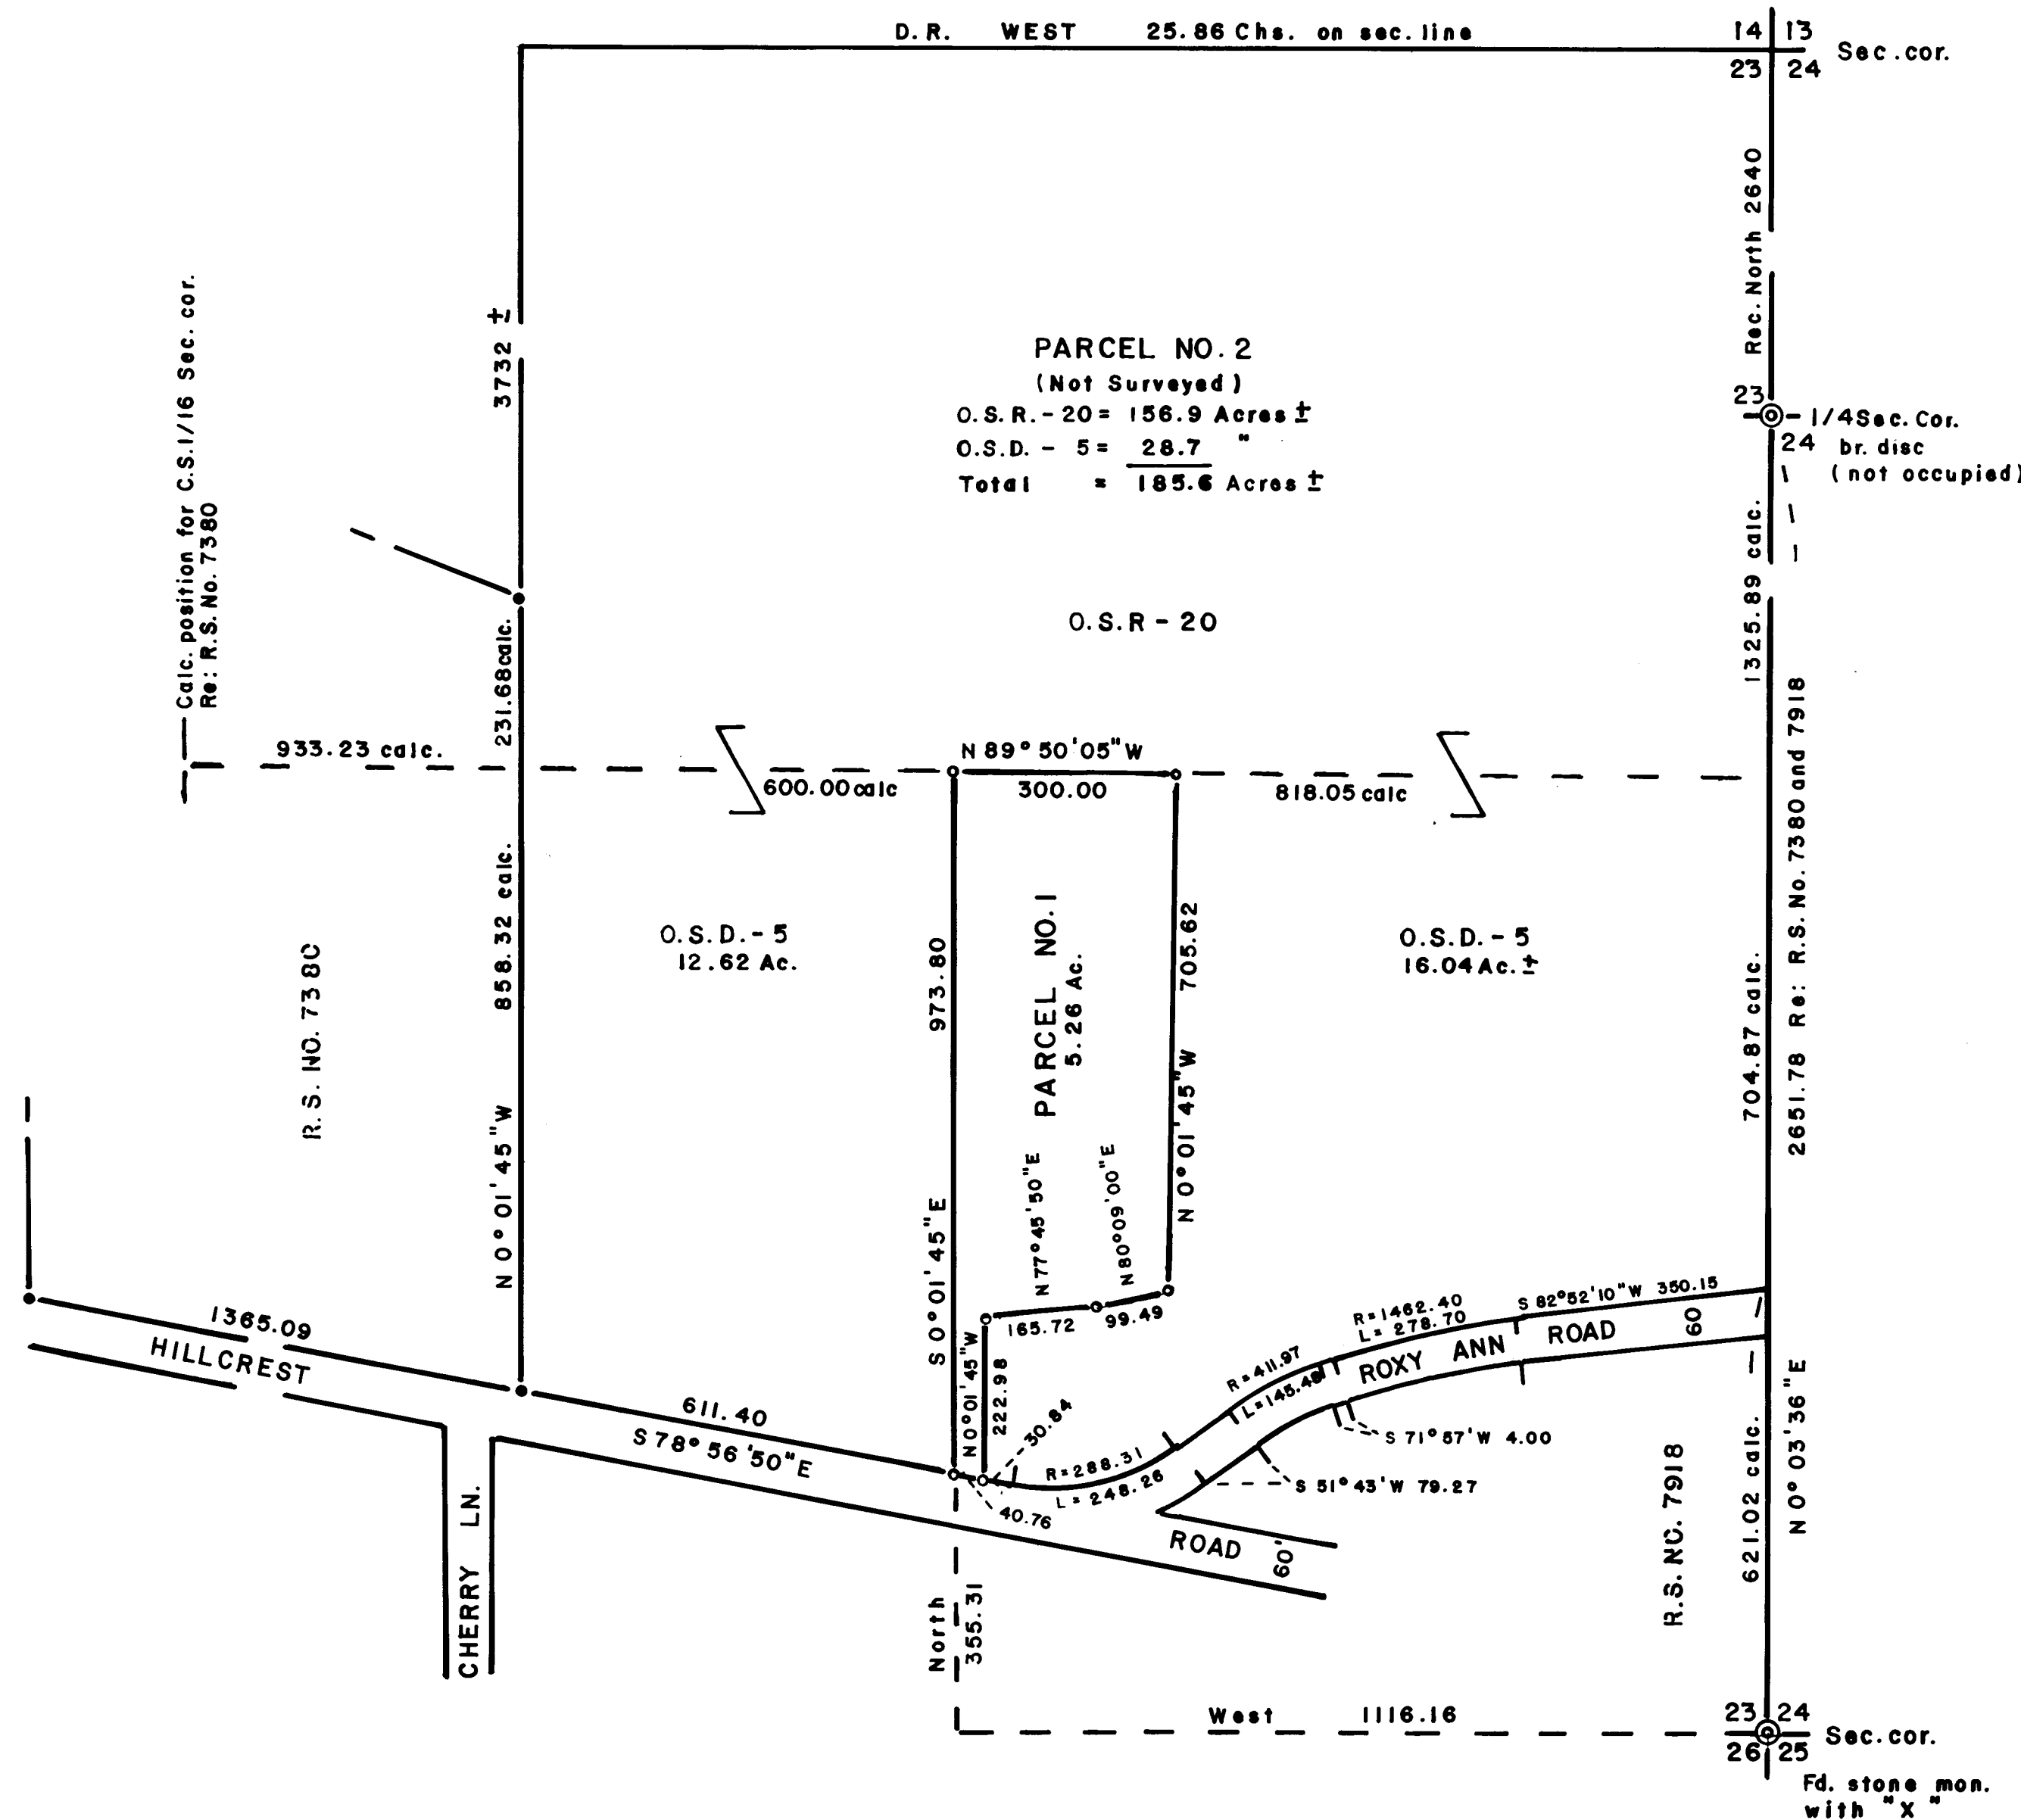 D.R. WEST 25.86 Chs. on sec. line
14 13
23 24
Sec. cor.
Rec. North 2640
Calc. position for C.S. 1/16 Sec. cor.
Re: R.S. No. 7380
3732 ±
PARCEL NO. 2
(Not Surveyed)
O.S.R. - 20 = 156.9 Acres ±
O.S.D. - 5 = 28.7 "
Total = 185.6 Acres ±
23
24
1/4 Sec. Cor.
br. disc
(not occupied)
1325.89 calc.
231.68 calc.
O.S.R - 20
933.23 calc.
600.00 calc
N 89° 50' 05" W
300.00
818.05 calc
2651.78 Re: R.S. No. 7380 and 7918
858.32 calc.
N 0° 01' 45" W
R.S. NO. 7380
O.S.D. - 5
12.62 Ac.
973.80
S 0° 01' 45" E
PARCEL NO. 1
5.26 Ac.
705.62
N 0° 01' 45" W
O.S.D. - 5
16.04 Ac. ±
704.87 calc.
N 77° 45' 50" E
N 80° 09' 00" E
165.72
99.49
N 0° 01' 45" W
222.98
30.84
40.76
1365.09
HILLCREST
611.40
S 78° 56' 50" E
CHERRY LN.
R = 288.31
L = 248.26
R = 411.97
L = 145.48
R = 1462.40
L = 278.70
S 82° 52' 10" W 350.15
ROXY ANN ROAD
60
S 71° 57' W 4.00
S 51° 43' W 79.27
ROAD
60'
R.S. NO. 7918
621.02 calc.
N 0° 03' 36" E
North
355.31
West 1116.16
23 24
26 25
Sec. cor.
Fd. stone mon.
with "X"